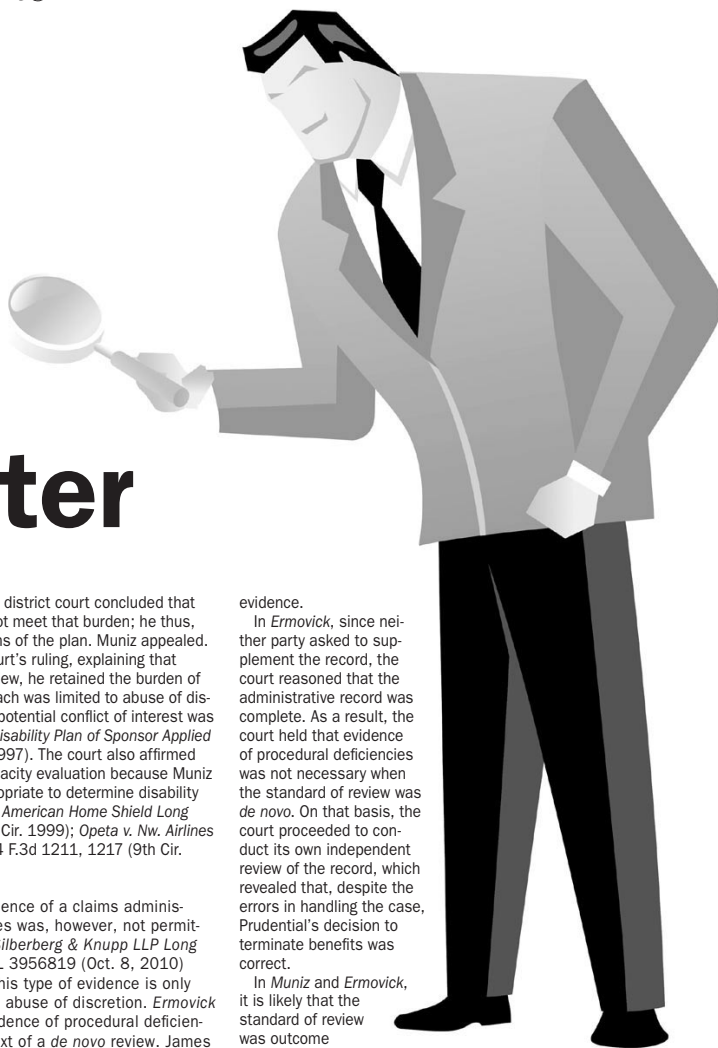 ter
district court concluded that
ot meet that burden; he thus,
ns of the plan. Muniz appealed.
urt's ruling, explaining that
ew, he retained the burden of
ach was limited to abuse of dis-
potential conflict of interest was
isability Plan of Sponsor Applied
997). The court also affirmed
acity evaluation because Muniz
opriate to determine disability
American Home Shield Long
Cir. 1999); Opeta v. Nw. Airlines
4 F.3d 1211, 1217 (9th Cir.
ence of a claims adminis-
es was, however, not permit-
ilberberg & Knupp LLP Long
L 3956819 (Oct. 8, 2010)
his type of evidence is only
abuse of discretion. Ermovick
dence of procedural deficien-
xt of a de novo review. James
evidence.
In Ermovick, since nei-
ther party asked to sup-
plement the record, the
court reasoned that the
administrative record was
complete. As a result, the
court held that evidence
of procedural deficiencies
was not necessary when
the standard of review was
de novo. On that basis, the
court proceeded to con-
duct its own independent
review of the record, which
revealed that, despite the
errors in handling the case,
Prudential's decision to
terminate benefits was
correct.
In Muniz and Ermovick,
it is likely that the
standard of review
was outcome